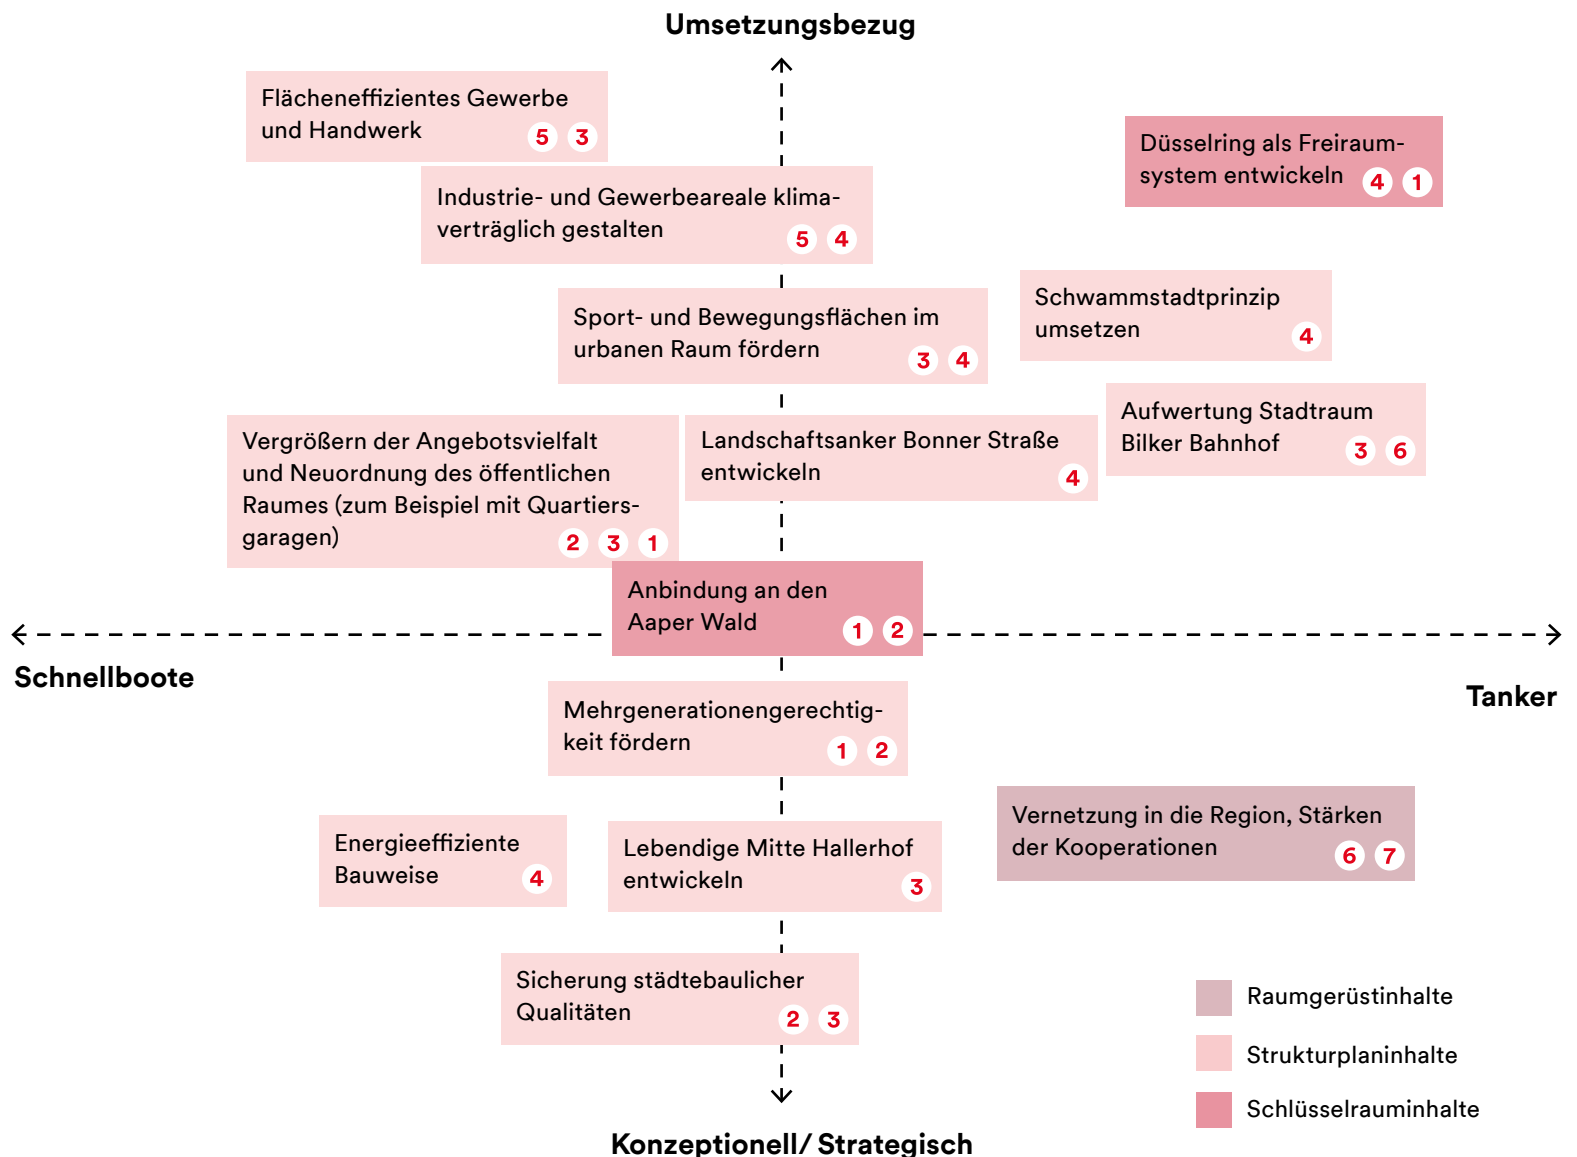 Umsetzungsbezug
Flächeneffizientes Gewerbe
und Handwerk
5 3
Düsselring als Freiraum-
system entwickeln
4 1
Industrie- und Gewerbeareale klima-
verträglich gestalten
5 4
Sport- und Bewegungsflächen im
urbanen Raum fördern
3 4
Schwammstadtprinzip
umsetzen
4
Aufwertung Stadtraum
Bilker Bahnhof
3 6
Vergrößern der Angebotsvielfalt
und Neuordnung des öffentlichen
Raumes (zum Beispiel mit Quartiers-
garagen)
2 3 1
Landschaftsanker Bonner Straße
entwickeln
4
Anbindung an den
Aaper Wald
1 2
Schnellboote
Tanker
Mehrgenerationengerechtig-
keit fördern
1 2
Energieeffiziente
Bauweise
4
Lebendige Mitte Hallerhof
entwickeln
3
Vernetzung in die Region, Stärken
der Kooperationen
6 7
Sicherung städtebaulicher
Qualitäten
2 3
Raumgerüstinhalte
Strukturplaninhalte
Schlüsselrauminhalte
Konzeptionell/ Strategisch